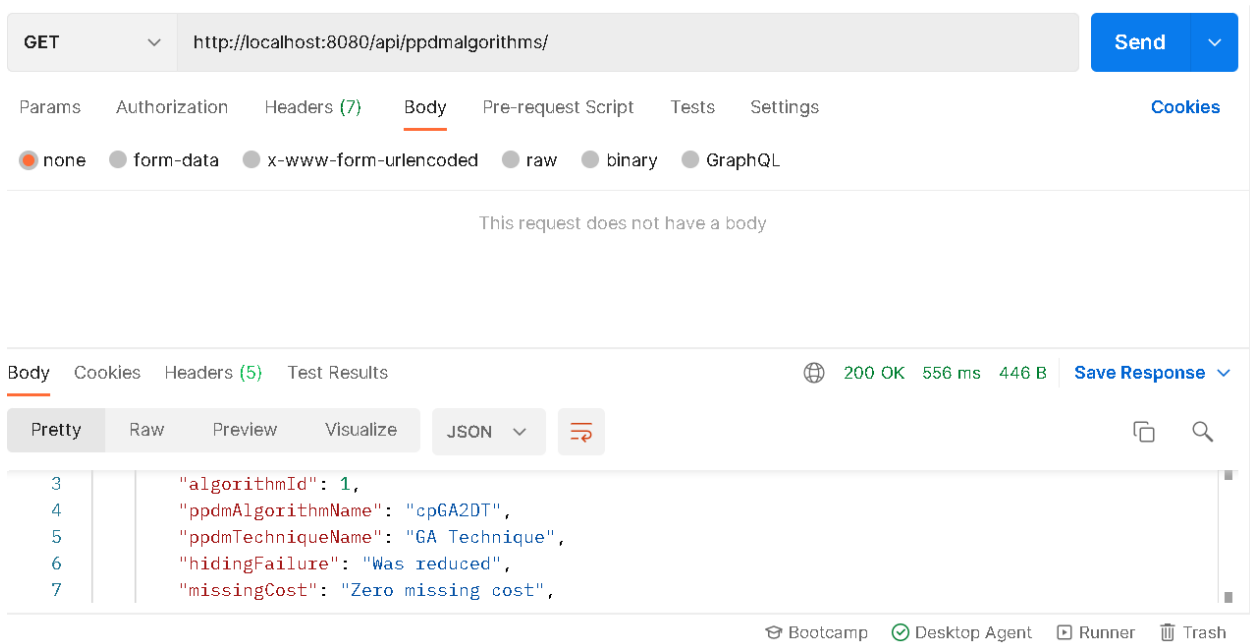 GET http://localhost:8080/api/ppdmalgorithms/ Send
Params Authorization Headers (7) Body Pre-request Script Tests Settings Cookies
none form-data x-www-form-urlencoded raw binary GraphQL
This request does not have a body
Body Cookies Headers (5) Test Results 200 OK 556 ms 446 B Save Response
Pretty Raw Preview Visualize JSON
3 "algorithmId": 1,
4 "ppdmAlgorithmName": "cpGA2DT",
5 "ppdmTechniqueName": "GA Technique",
6 "hidingFailure": "Was reduced",
7 "missingCost": "Zero missing cost",
Bootcamp Desktop Agent Runner Trash